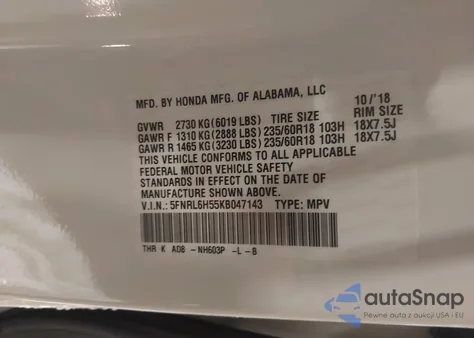 MFD. BY HONDA MFG. OF ALABAMA, LLC 10/'18
GVWR 2730 KG(6019 LBS) TIRE SIZE RIM SIZE
GAWR F 1310 KG(2888 LBS)235/60R18 103H 18X7.5J
GAWR R 1465 KG(3230 LBS)235/60R18 103H 18X7.5J
THIS VEHICLE CONFORMS TO ALL APPLICABLE
FEDERAL MOTOR VEHICLE SAFETY
STANDARDS IN EFFECT ON THE DATE OF
MANUFACTURE SHOWN ABOVE.
V.I.N.: 5FNRL6H55KB047143 TYPE: MPV
THR K AD8 -NH603P -L -B
autoSnap
Pewne auta z aukcji USA - EU